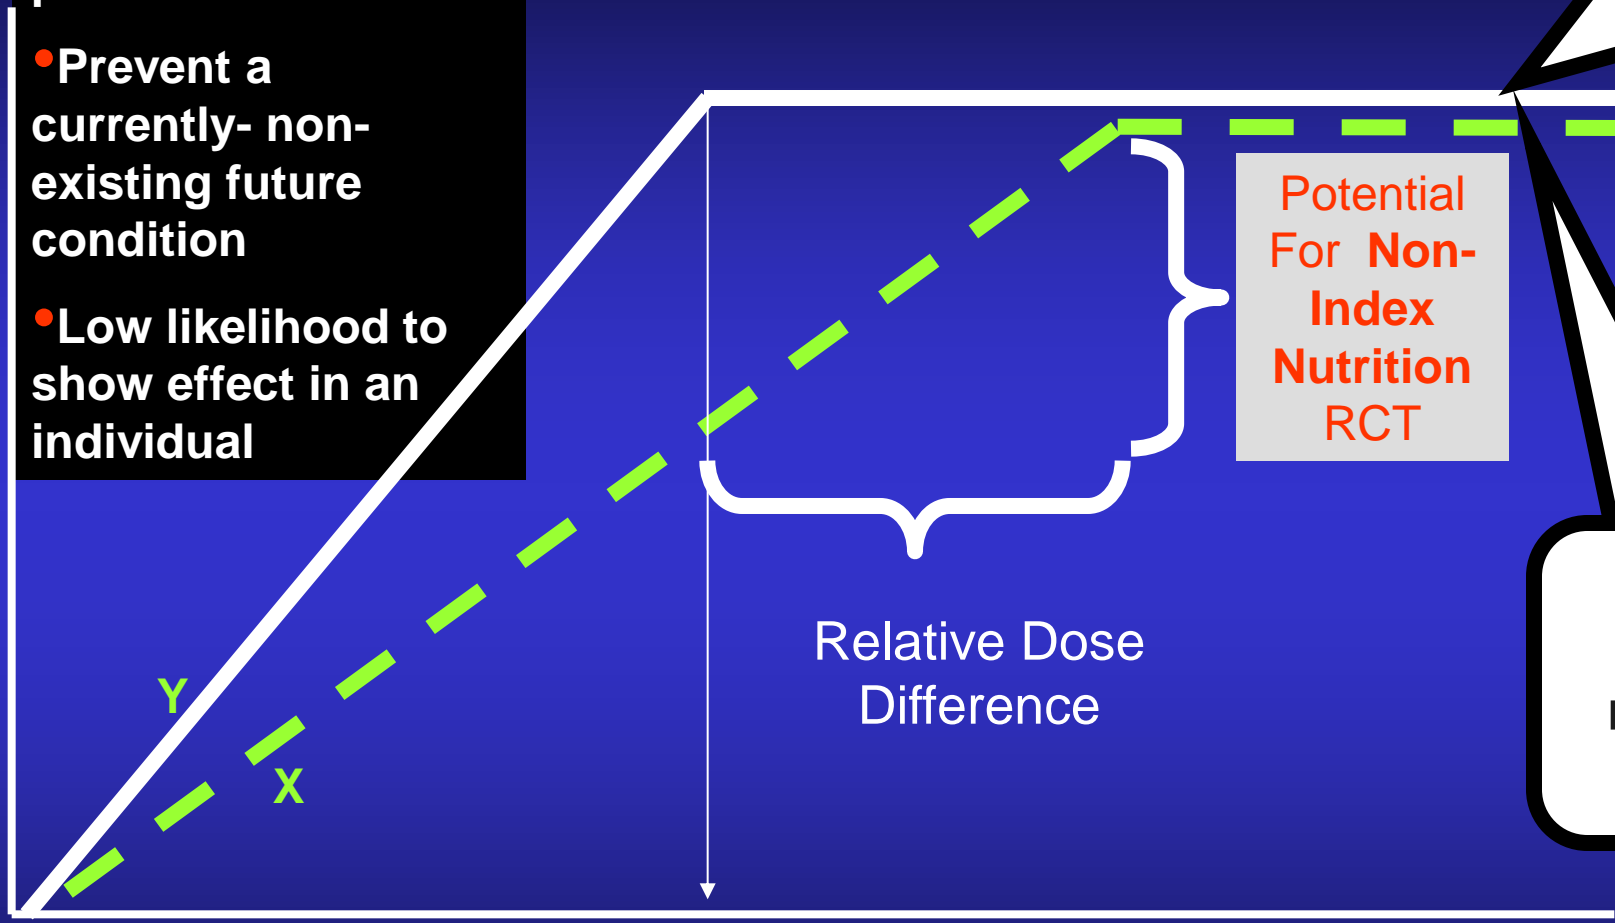 •Prevent a
currently- non-
existing future
condition
•Low likelihood to
show effect in an
individual
Potential
For Non-
Index
Nutrition
RCT
Relative Dose
Difference
Y
X